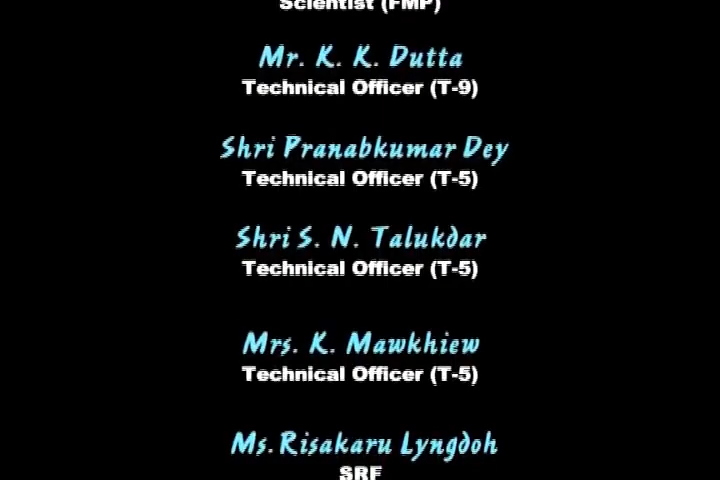 Scientist (FMP)
Mr. K. K. Dutta
Technical Officer (T-9)
Shri Pranabkumar Dey
Technical Officer (T-5)
Shri S. N. Talukdar
Technical Officer (T-5)
Mrs. K. Mawkhiew
Technical Officer (T-5)
Ms. Risakaru Lyngdoh
SRF